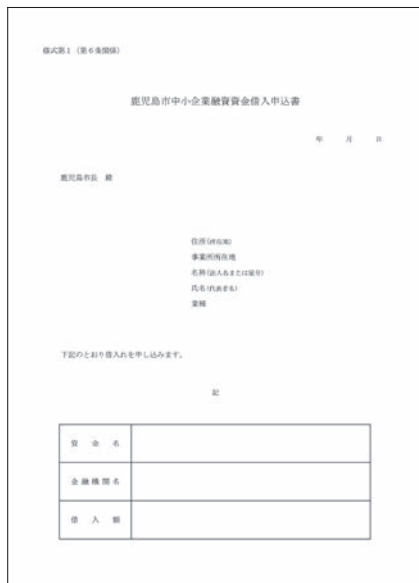 様式第１（第６条関係）
鹿児島市中小企業融資資金借入申込書
年　月　日
鹿児島市長　殿
住所(所在地)
事業所所在地
名称(法人名または屋号)
氏名(代表者名)
業種
下記のとおり借入れを申し込みます。
記
資　金　名
金融機関名
借　入　額